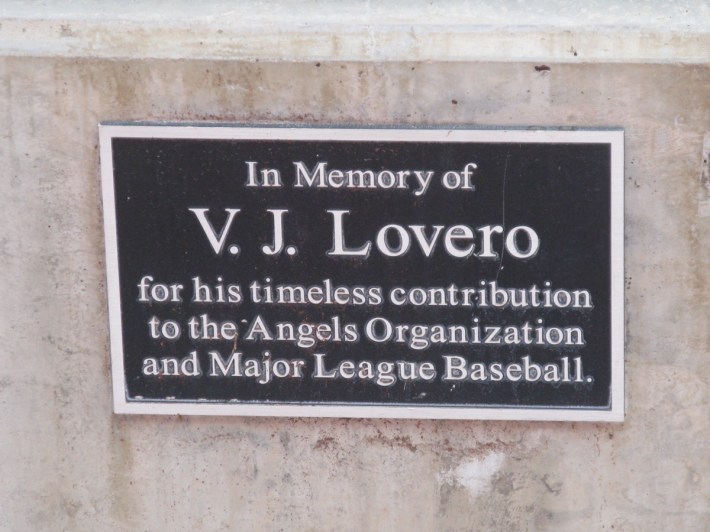 In Memory of
V. J. Lovero
for his timeless contribution
to the Angels Organization
and Major League Baseball.